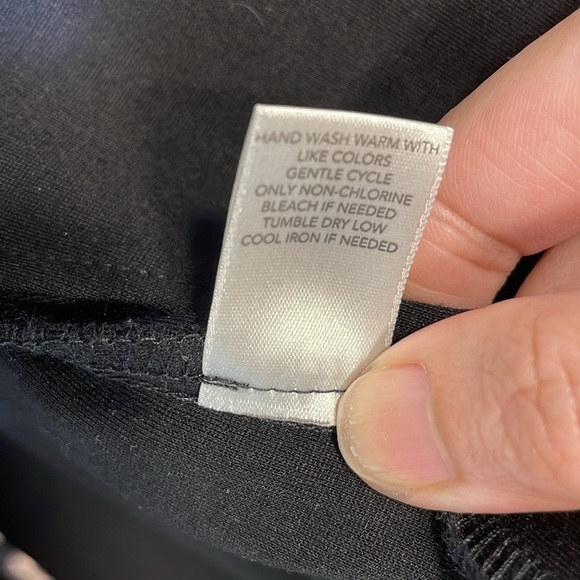 HAND WASH WARM WITH
LIKE COLORS
GENTLE CYCLE
ONLY NON-CHLORINE
BLEACH IF NEEDED
TUMBLE DRY LOW
COOL IRON IF NEEDED